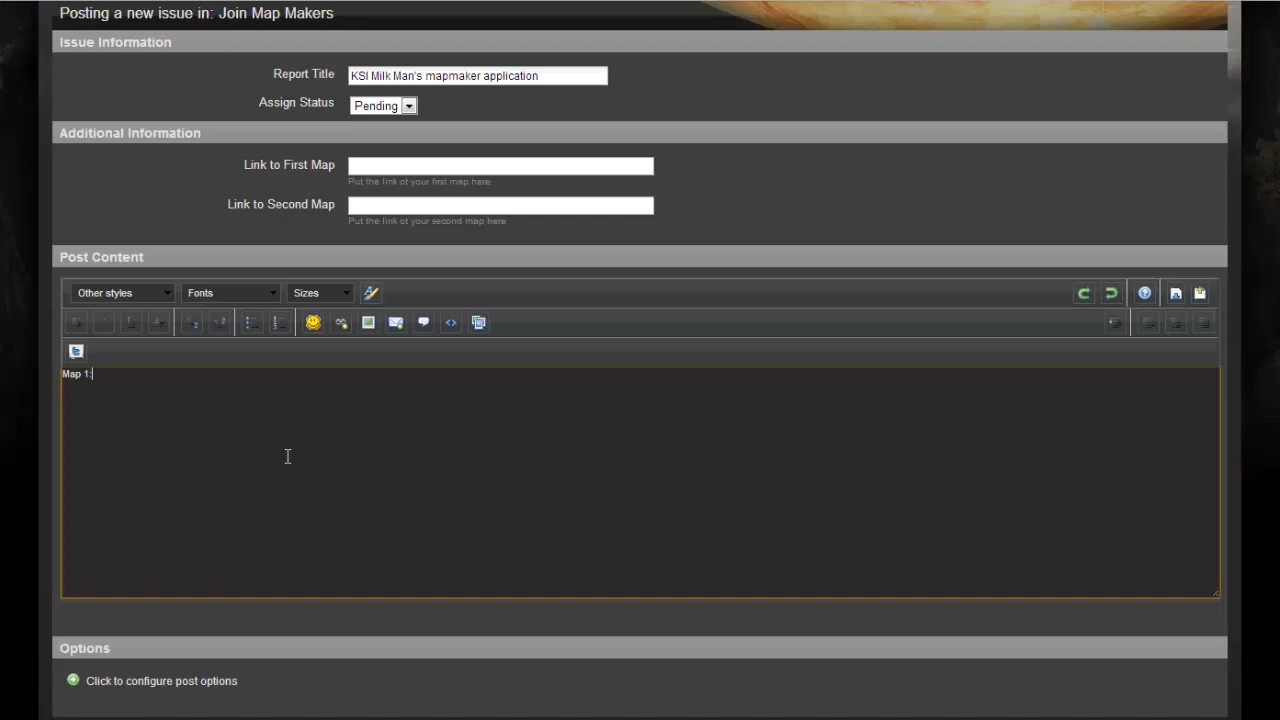 Posting a new issue in: Join Map Makers
Issue Information
Report Title KSI Milk Man's mapmaker application
Assign Status Pending
Additional Information
Link to First Map
Put the link ot your first map here
Link to Second Map
Put the link ot your second map here
Post Content
Other styles Fonts Sizes
Map 1:
Options
Click to configure post options